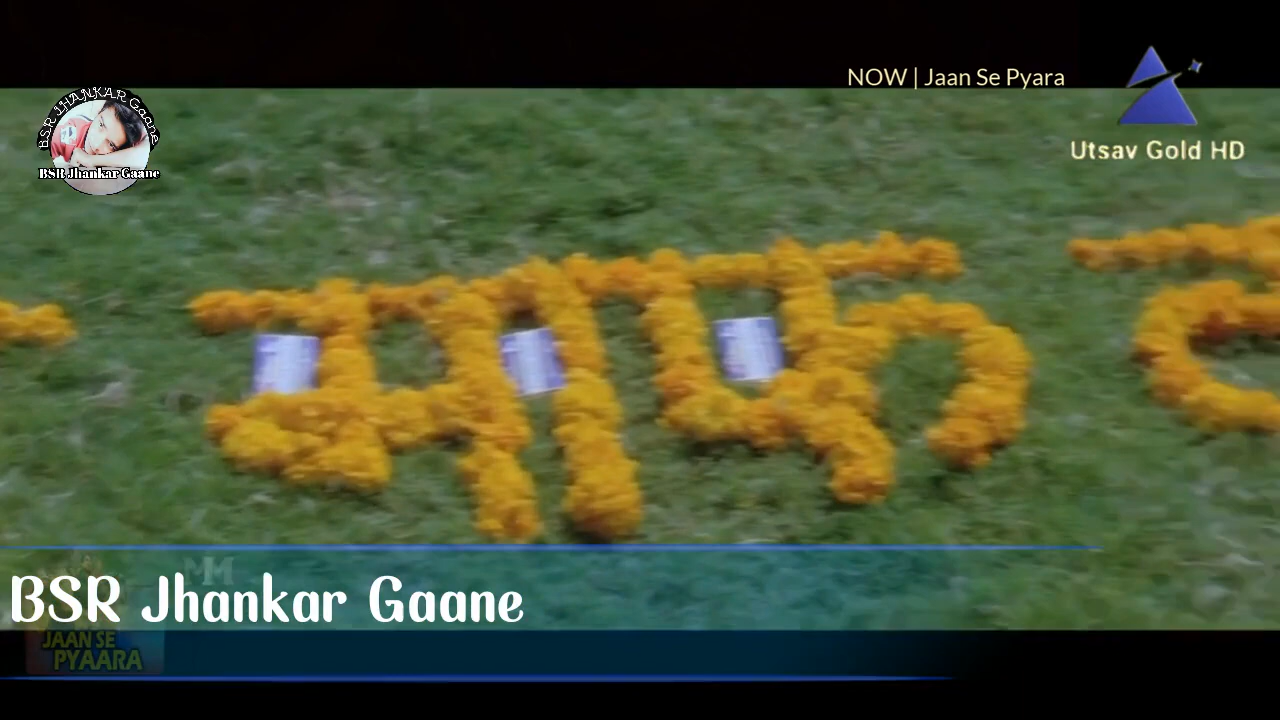 NOW | Jaan Se Pyara
Utsav Gold HD
BSR JHANKAR Gaane
BSR Jhankar Gaane
माफ
BSR Jhankar Gaane
MM
JAAN SE
PYAARA